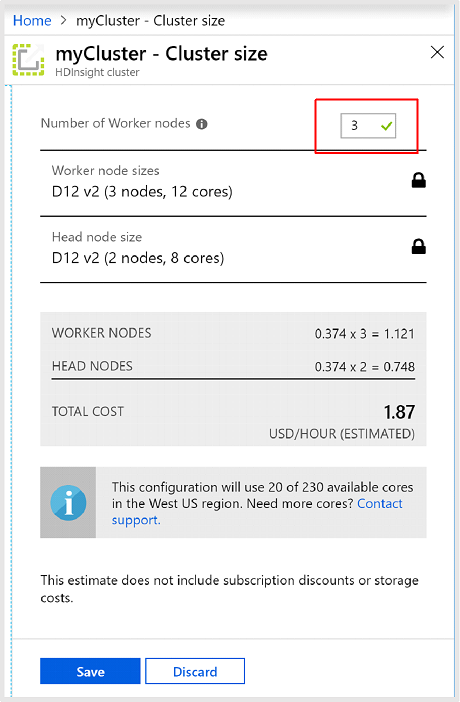 Home > myCluster - Cluster size
myCluster - Cluster size
HDInsight cluster
Number of Worker nodes
3
Worker node sizes
D12 v2 (3 nodes, 12 cores)
Head node size
D12 v2 (2 nodes, 8 cores)
WORKER NODES 0.374 x 3 = 1.121
HEAD NODES 0.374 x 2 = 0.748
TOTAL COST 1.87
USD/HOUR (ESTIMATED)
This configuration will use 20 of 230 available cores
in the West US region. Need more cores? Contact
support.
This estimate does not include subscription discounts or storage
costs.
Save Discard